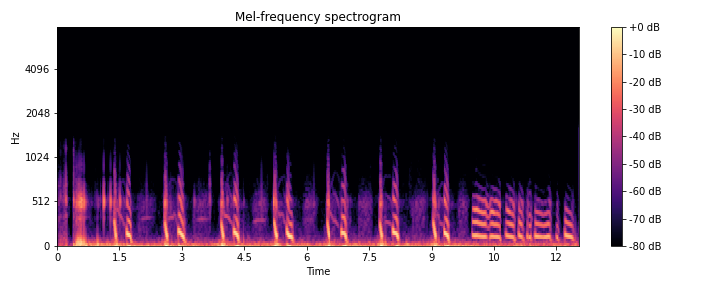 Mel-frequency spectrogram
Hz
4096
2048
1024
512
0
0 1.5 3 4.5 6 7.5 9 10 12
Time
+0 dB
-10 dB
-20 dB
-30 dB
-40 dB
-50 dB
-60 dB
-70 dB
-80 dB